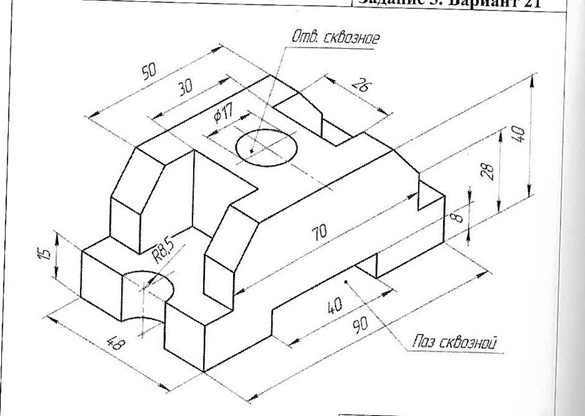 Задание 3. Вариант 21
Отв. сквозное
50
30
ϕ17
26
40
28
8
70
R8,5
15
40
90
48
Паз сквозной